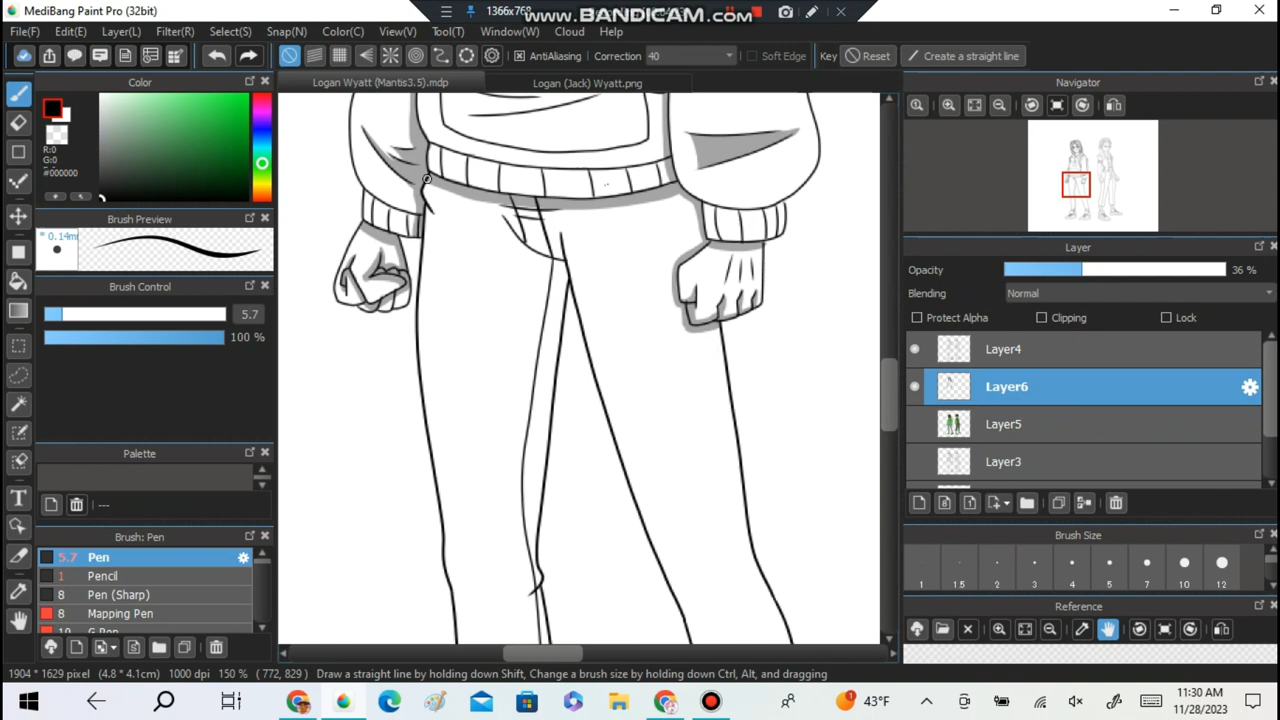 MediBang Paint Pro (32bit)
1366x768
www.BANDICAM.com
File(F) Edit(E) Layer(L) Filter(R) Select(S) Snap(N) Color(C) View(V) Tool(T) Window(W) Cloud Help
AntiAliasing Correction 40 Soft Edge Key Reset Create a straight line
Color
Logan Wyatt (Mantis3.5).mdp Logan (Jack) Wyatt.png
Navigator
R:0
G:0
#000000
Brush Preview
* 0.14m
Layer
Opacity 36 %
Brush Control
Blending Normal
5.7
Protect Alpha Clipping Lock
100 %
Layer4
Layer6
Layer5
Palette
Layer3
---
Brush: Pen
Brush Size
5.7 Pen
1 Pencil
1 1.5 2 3 4 5 7 10 12
8 Pen (Sharp)
Reference
8 Mapping Pen
10 G Pen
1904 * 1629 pixel (4.8 * 4.1cm) 1000 dpi 150 % ( 772, 829 ) Draw a straight line by holding down Shift, Change a brush size by holding down Ctrl, Alt, and dragging
1
43°F
11:30 AM
11/28/2023